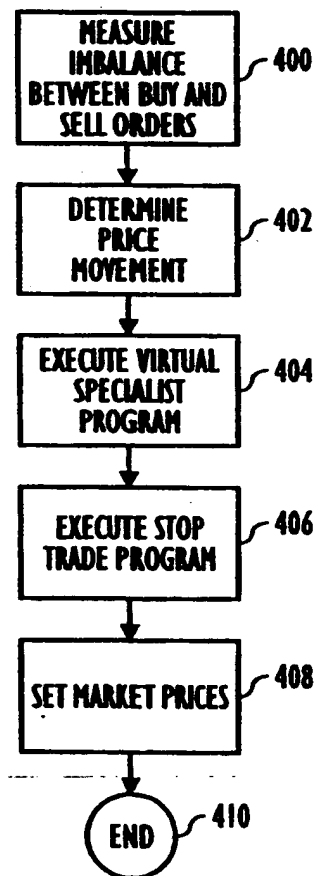 MEASURE
IMBALANCE
BETWEEN BUY AND
SELL ORDERS
400
DETERMINE
PRICE
MOVEMENT
402
EXECUTE VIRTUAL
SPECIALIST
PROGRAM
404
EXECUTE STOP
TRADE PROGRAM
406
SET MARKET PRICES
408
END
410